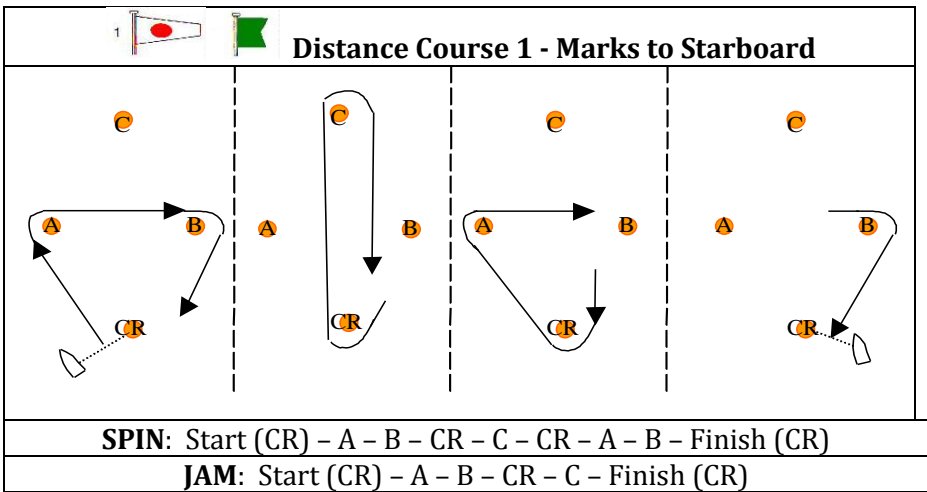 1
Distance Course 1 - Marks to Starboard
C C C C
A B A B A B A B
CR CR CR CR
SPIN: Start (CR) – A – B – CR – C – CR – A – B – Finish (CR)
JAM: Start (CR) – A – B – CR – C – Finish (CR)